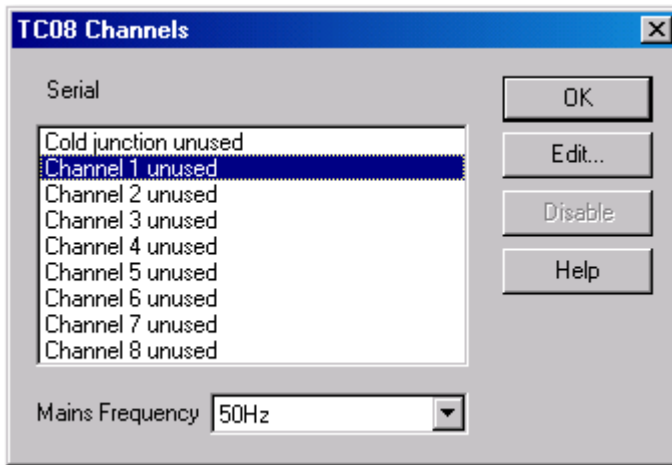 TC08 Channels
Serial
OK
Cold junction unused
Edit...
Channel 1 unused
Channel 2 unused
Disable
Channel 3 unused
Channel 4 unused
Help
Channel 5 unused
Channel 6 unused
Channel 7 unused
Channel 8 unused
Mains Frequency 50Hz